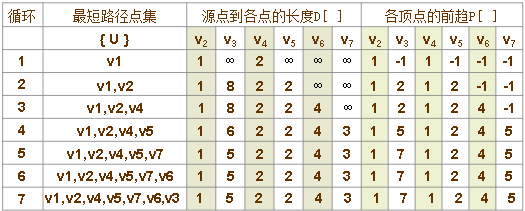 循环 最短路径点集 源点到各点的长度D[ ] 各顶点的前趋P[ ]
{ U } v2 v3 v4 v5 v6 v7 v2 v3 v4 v5 v6 v7
1 v1 1 ∞ 2 ∞ ∞ ∞ 1 -1 1 -1 -1 -1
2 v1,v2 1 8 2 2 ∞ ∞ 1 2 1 2 -1 -1
3 v1,v2,v4 1 8 2 2 4 ∞ 1 2 1 2 4 -1
4 v1,v2,v4,v5 1 6 2 2 4 3 1 5 1 2 4 5
5 v1,v2,v4,v5,v7 1 5 2 2 4 3 1 7 1 2 4 5
6 v1,v2,v4,v5,v7,v6 1 5 2 2 4 3 1 7 1 2 4 5
7 v1,v2,v4,v5,v7,v6,v3 1 5 2 2 4 3 1 7 1 2 4 5